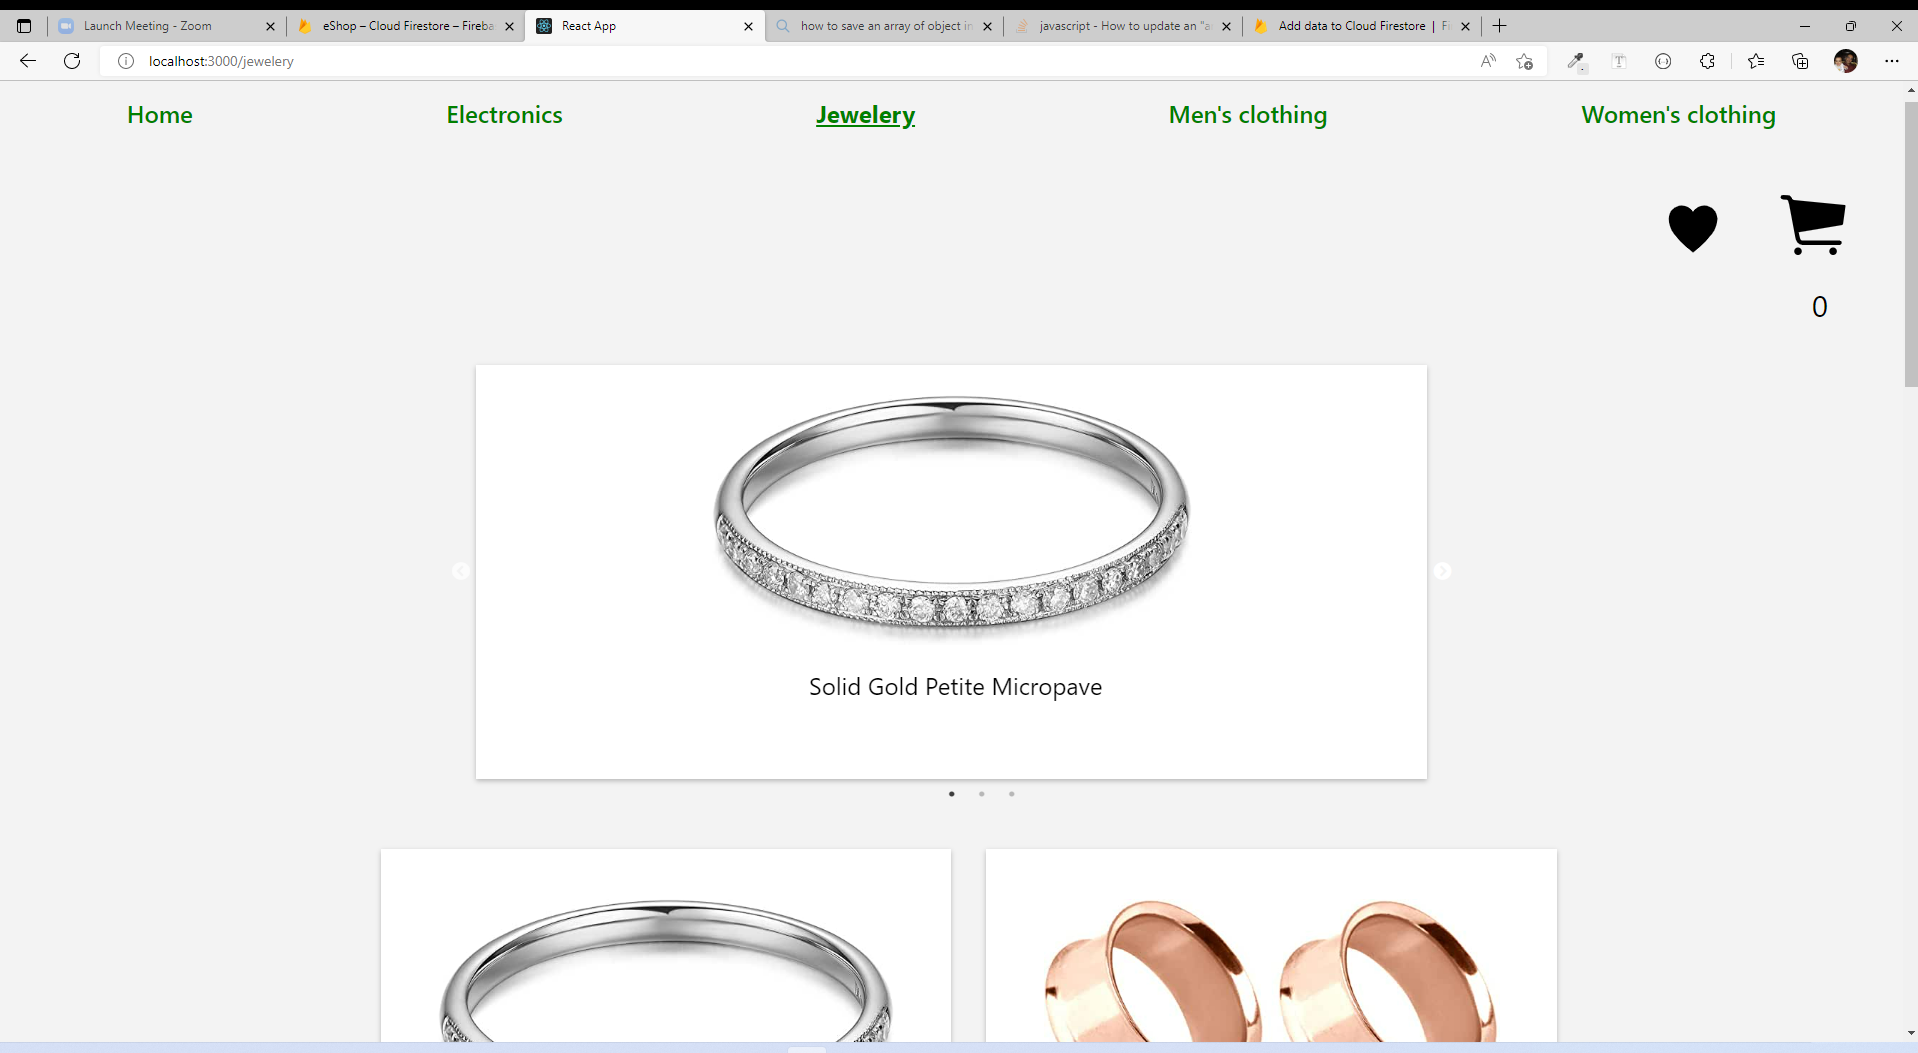 Launch Meeting - Zoom
eShop – Cloud Firestore – Fireba
React App
how to save an array of object in
javascript - How to update an "a
Add data to Cloud Firestore | Fi
localhost:3000/jewelery
Home
Electronics
Jewelery
Men's clothing
Women's clothing
0
Solid Gold Petite Micropave